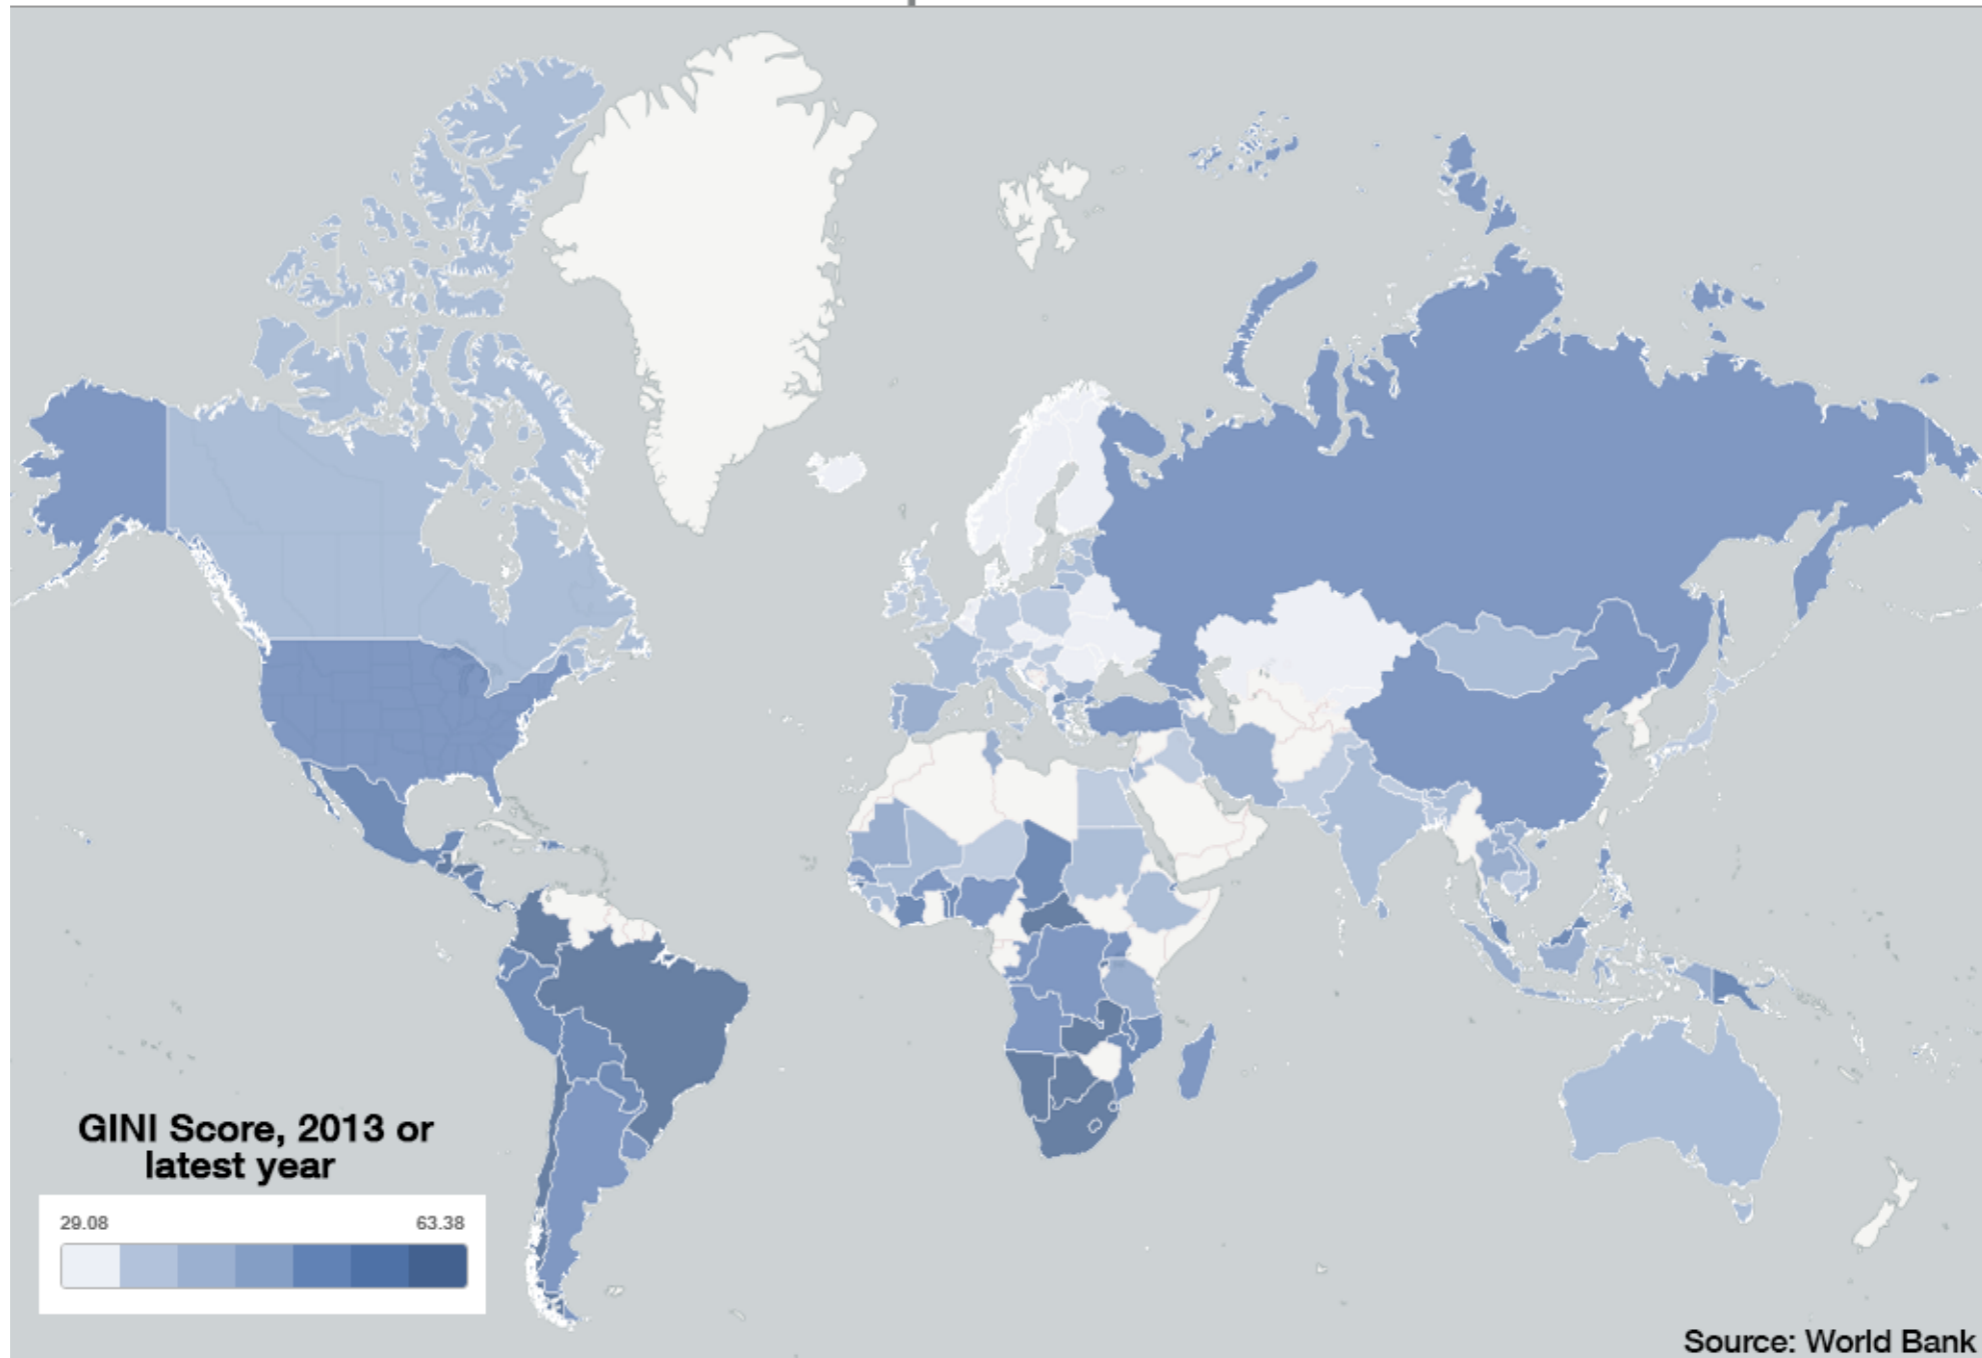 GINI Score, 2013 or
latest year
29.08 63.38
Source: World Bank